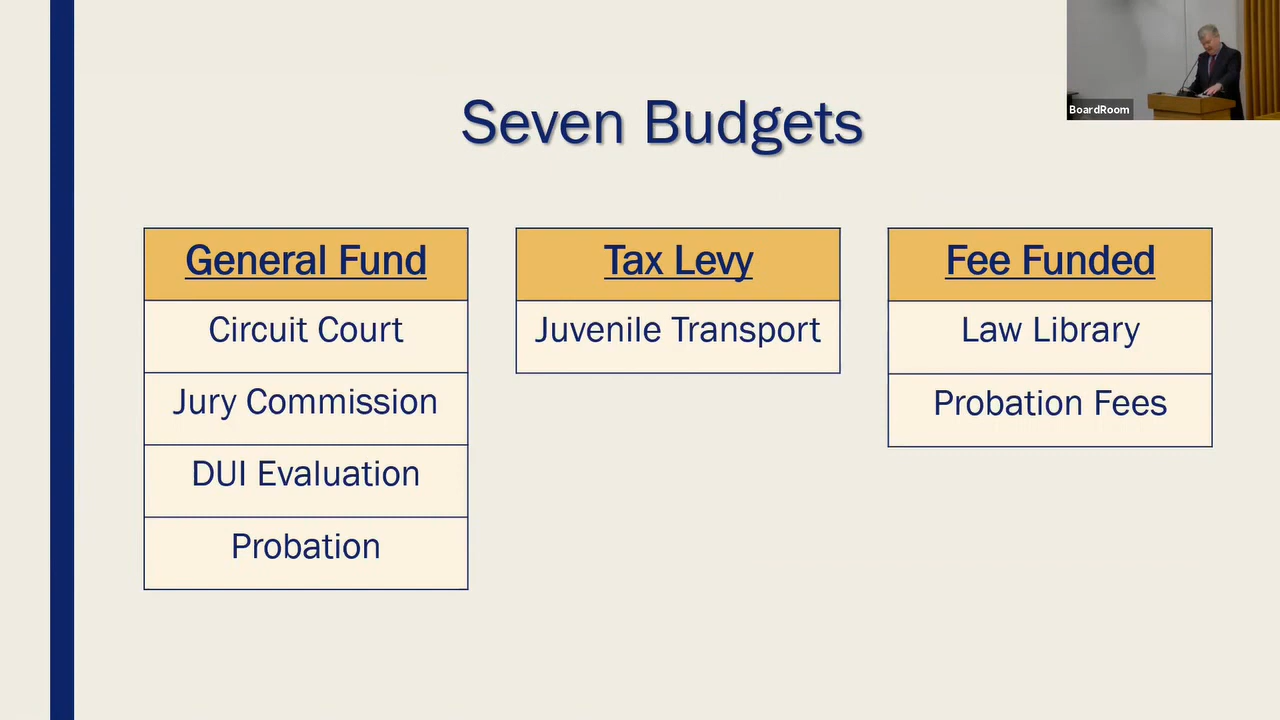 BoardRoom
Seven Budgets
General Fund
Circuit Court
Jury Commission
DUI Evaluation
Probation
Tax Levy
Juvenile Transport
Fee Funded
Law Library
Probation Fees